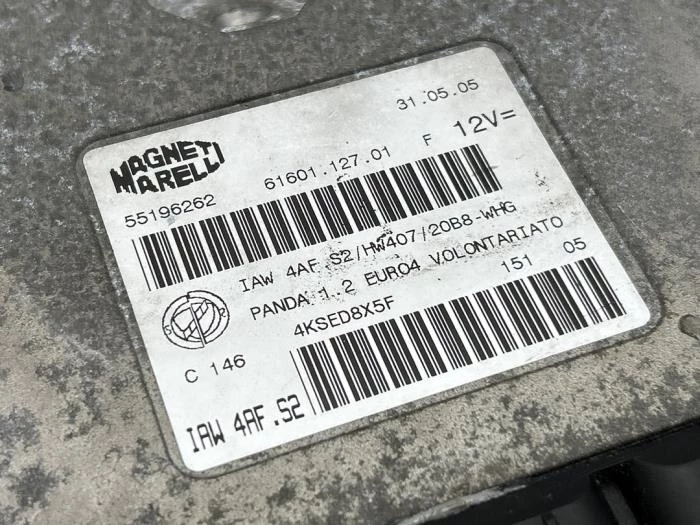 MAGNETI
MARELLI
31.05.05
55196262
61601.127.01
F
12V=
IAW 4AF S2/HW407/20B8-WHG
PANDA 1.2 EURO4 VOLONTARIATO
4KSED8X5F
151
05
C 146
IAW 4AF.S2